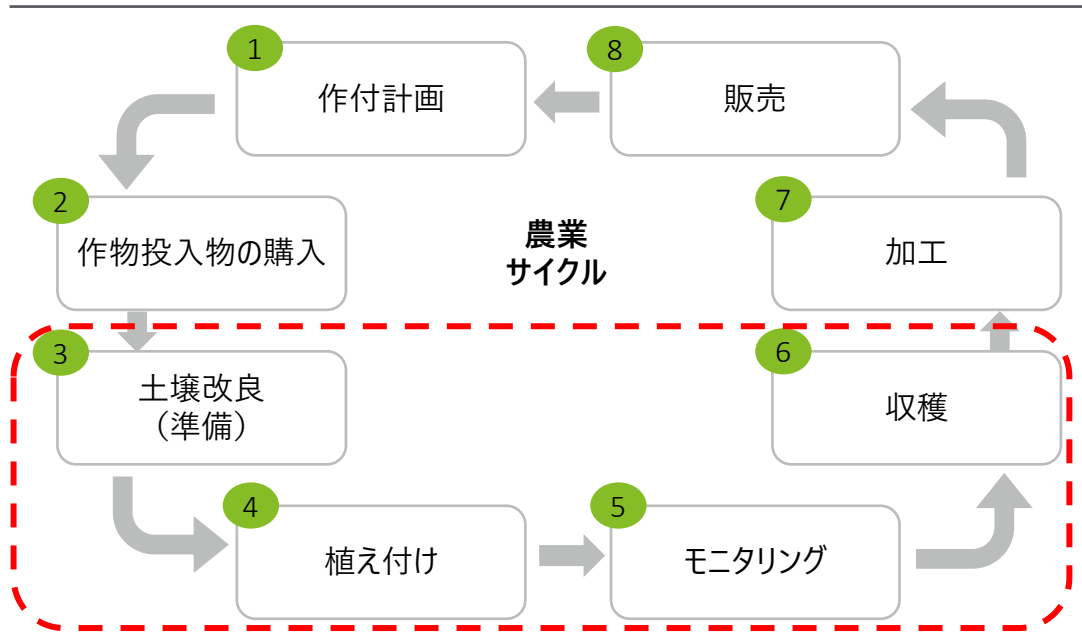 1
作付計画
8
販売
2
作物投入物の購入
農業
サイクル
7
加工
3
土壌改良
（準備）
6
収穫
4
植え付け
5
モニタリング